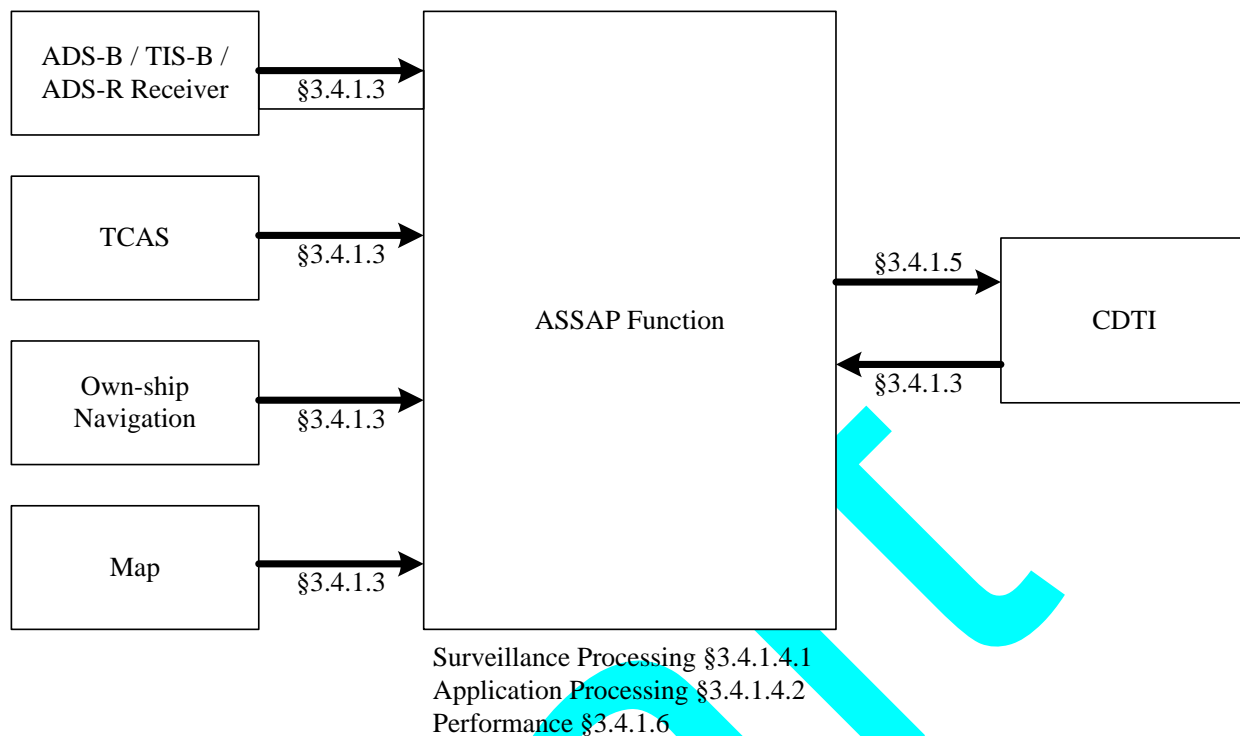 ADS-B / TIS-B /
ADS-R Receiver
§3.4.1.3
TCAS
§3.4.1.3
Own-ship
Navigation
§3.4.1.3
Map
§3.4.1.3
ASSAP Function
§3.4.1.5
§3.4.1.3
CDTI
Surveillance Processing §3.4.1.4.1
Application Processing §3.4.1.4.2
Performance §3.4.1.6